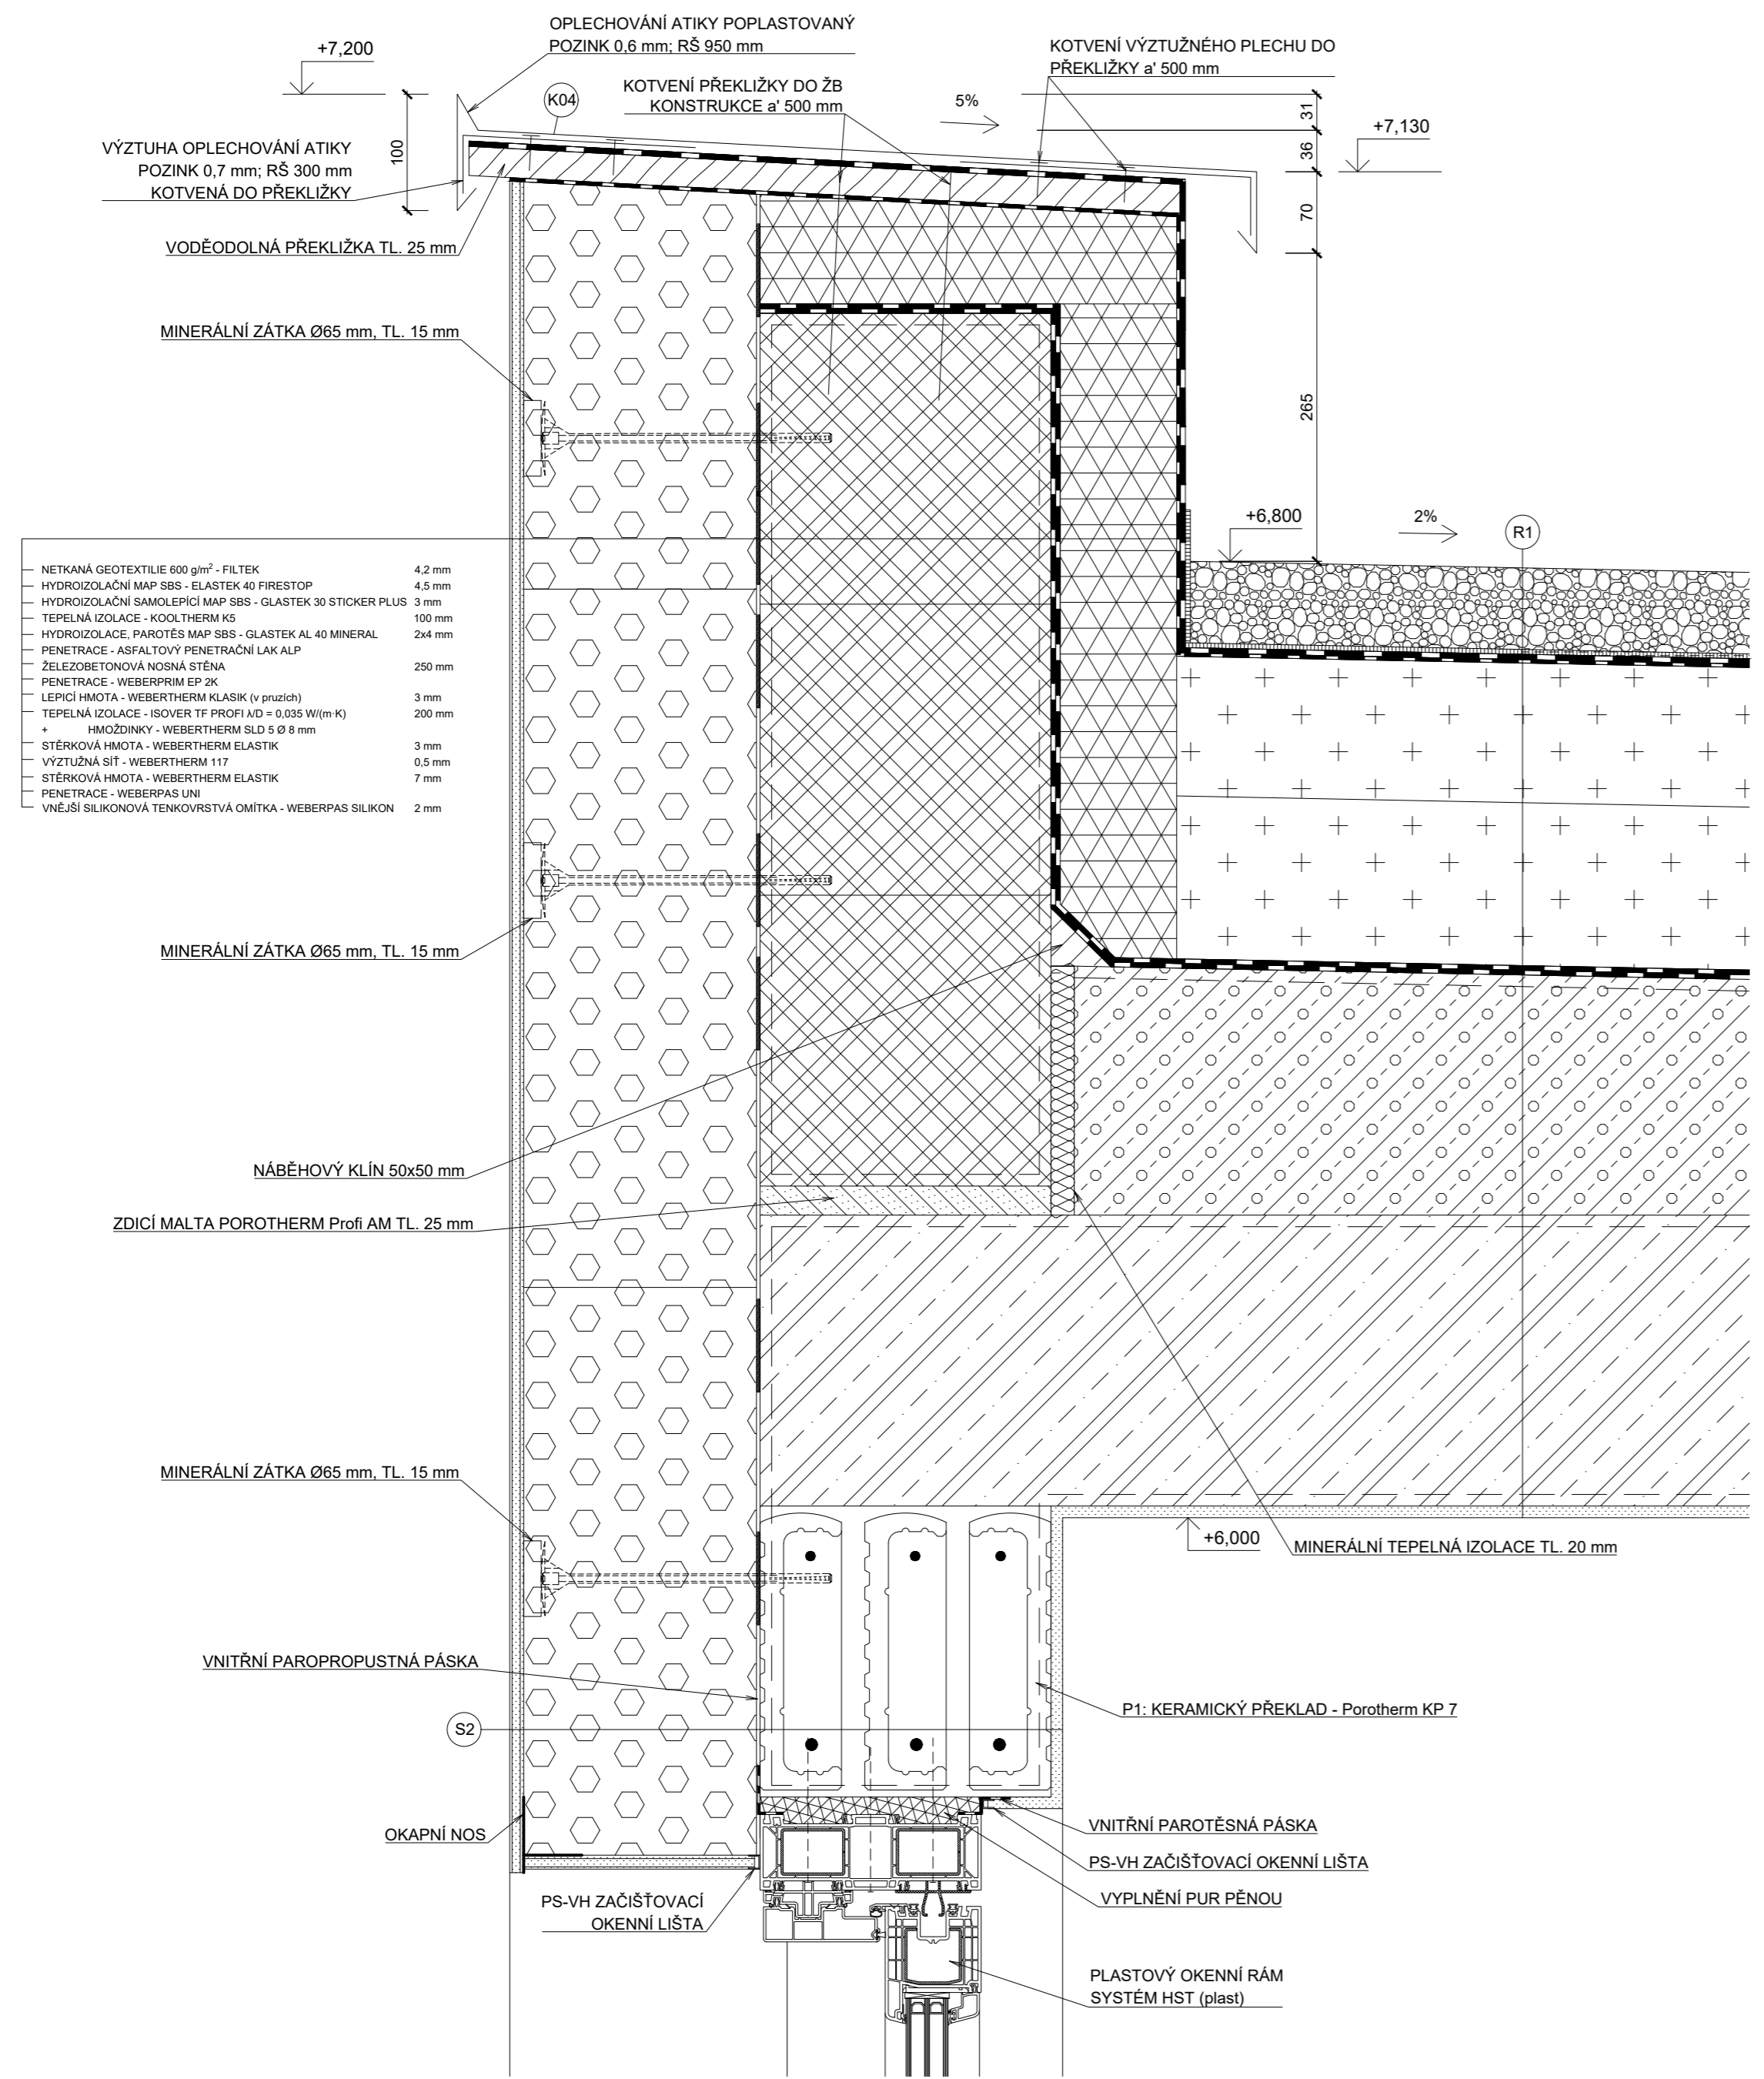 OPLECHOVÁNÍ ATIKY POPLASTOVANÝ
POZINK 0,6 mm; RŠ 950 mm
+7,200
KOTVENÍ VÝZTUŽNÉHO PLECHU DO
PŘEKLIŽKY a' 500 mm
K04
KOTVENÍ PŘEKLIŽKY DO ŽB
KONSTRUKCE a' 500 mm
5%
31
+7,130
36
100
VÝZTUHA OPLECHOVÁNÍ ATIKY
POZINK 0,7 mm; RŠ 300 mm
KOTVENÁ DO PŘEKLIŽKY
70
VODĚODOLNÁ PŘEKLIŽKA TL. 25 mm
MINERÁLNÍ ZÁTKA Ø65 mm, TL. 15 mm
265
+6,800
2%
R1
NETKANÁ GEOTEXTILIE 600 g/m² - FILTEK 4,2 mm
HYDROIZOLAČNÍ MAP SBS - ELASTEK 40 FIRESTOP 4,5 mm
HYDROIZOLAČNÍ SAMOLEPÍCÍ MAP SBS - GLASTEK 30 STICKER PLUS 3 mm
TEPELNÁ IZOLACE - KOOLTHERM K5 100 mm
HYDROIZOLACE, PAROTĚS MAP SBS - GLASTEK AL 40 MINERAL 2x4 mm
PENETRACE - ASFALTOVÝ PENETRAČNÍ LAK ALP
ŽELEZOBETONOVÁ NOSNÁ STĚNA 250 mm
PENETRACE - WEBERPRIM EP 2K
LEPICÍ HMOTA - WEBERTHERM KLASIK (v pruzích) 3 mm
TEPELNÁ IZOLACE - ISOVER TF PROFI λ/D = 0,035 W/(m·K) 200 mm
+ HMOŽDINKY - WEBERTHERM SLD 5 Ø 8 mm
STĚRKOVÁ HMOTA - WEBERTHERM ELASTIK 3 mm
VÝZTUŽNÁ SÍŤ - WEBERTHERM 117 0,5 mm
STĚRKOVÁ HMOTA - WEBERTHERM ELASTIK 7 mm
PENETRACE - WEBERPAS UNI
VNĚJŠÍ SILIKONOVÁ TENKOVRSTVÁ OMÍTKA - WEBERPAS SILIKON 2 mm
MINERÁLNÍ ZÁTKA Ø65 mm, TL. 15 mm
NÁBĚHOVÝ KLÍN 50x50 mm
ZDICÍ MALTA POROTHERM Profi AM TL. 25 mm
MINERÁLNÍ ZÁTKA Ø65 mm, TL. 15 mm
+6,000
MINERÁLNÍ TEPELNÁ IZOLACE TL. 20 mm
VNITŘNÍ PAROPROPUSTNÁ PÁSKA
P1: KERAMICKÝ PŘEKLAD - Porotherm KP 7
S2
OKAPNÍ NOS
VNITŘNÍ PAROTĚSNÁ PÁSKA
PS-VH ZAČIŠŤOVACÍ OKENNÍ LIŠTA
PS-VH ZAČIŠŤOVACÍ
OKENNÍ LIŠTA
VYPLNĚNÍ PUR PĚNOU
PLASTOVÝ OKENNÍ RÁM
SYSTÉM HST (plast)